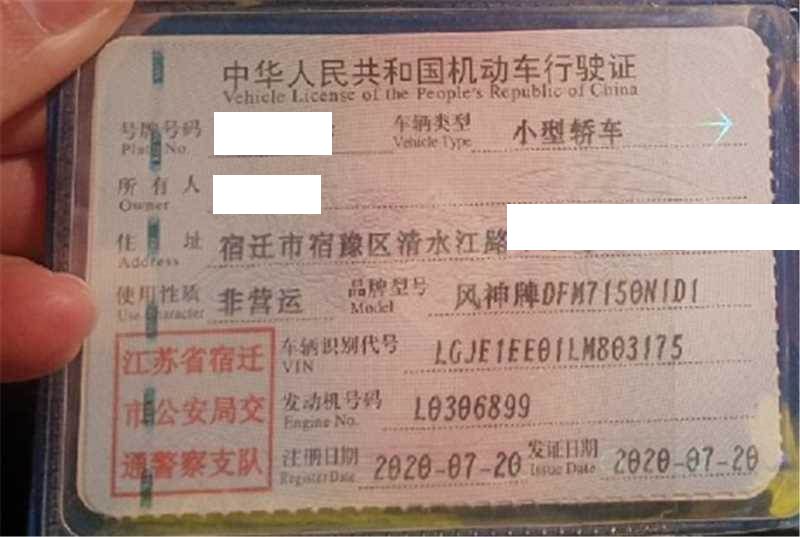 中华人民共和国机动车行驶证
Vehicle License of the People's Republic of China
号牌号码 车辆类型 小型轿车
Plate No. Vehicle Type
所有人
Owner
住址 宿迁市宿豫区清水江路
Address
使用性质 非营运 品牌型号 风神牌DFM7150N1D1
Use Character Model
江苏省宿迁
市公安局交
通警察支队
车辆识别代号 LGJE1EE01LM803175
VIN
发动机号码 L0306899
Engine No.
注册日期 2020-07-20 发证日期 2020-07-20
Register Date Issue Date